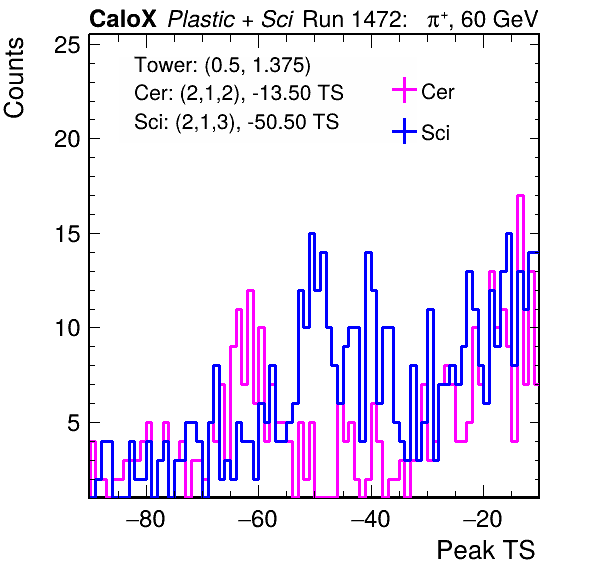 CaloX Plastic + Sci Run 1472: π⁺, 60 GeV
Counts
25
20
15
10
5
Tower: (0.5, 1.375)
Cer: (2,1,2), -13.50 TS
Sci: (2,1,3), -50.50 TS
Cer
Sci
−80 −60 −40 −20
Peak TS